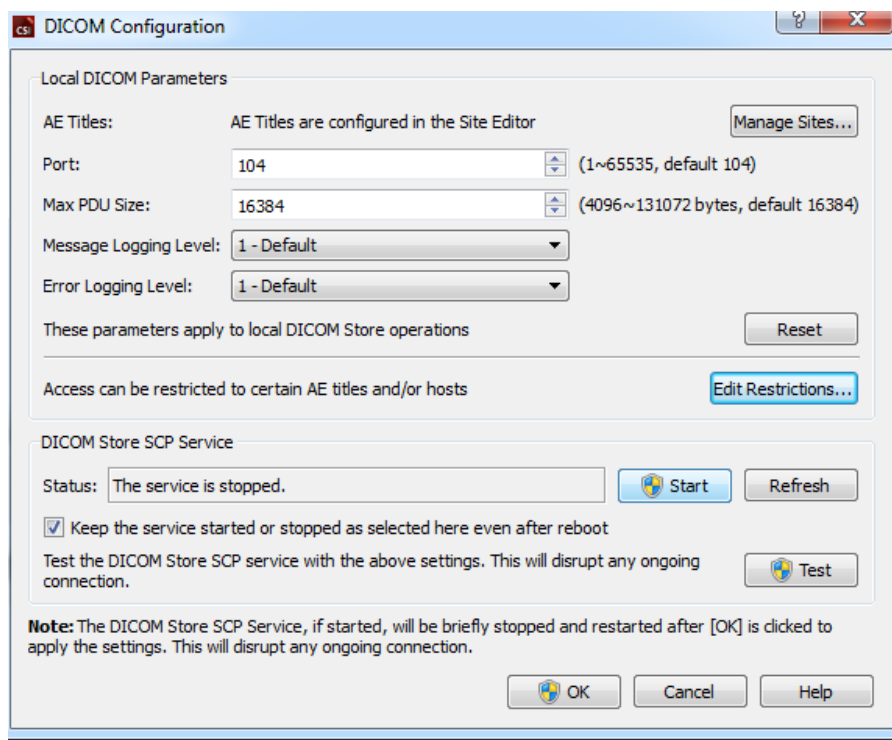 CSI DICOM Configuration
Local DICOM Parameters
AE Titles: AE Titles are configured in the Site Editor Manage Sites...
Port: 104 (1~65535, default 104)
Max PDU Size: 16384 (4096~131072 bytes, default 16384)
Message Logging Level: 1 - Default
Error Logging Level: 1 - Default
These parameters apply to local DICOM Store operations Reset
Access can be restricted to certain AE titles and/or hosts Edit Restrictions...
DICOM Store SCP Service
Status: The service is stopped. Start Refresh
Keep the service started or stopped as selected here even after reboot
Test the DICOM Store SCP service with the above settings. This will disrupt any ongoing
connection. Test
Note: The DICOM Store SCP Service, if started, will be briefly stopped and restarted after [OK] is clicked to
apply the settings. This will disrupt any ongoing connection.
OK Cancel Help